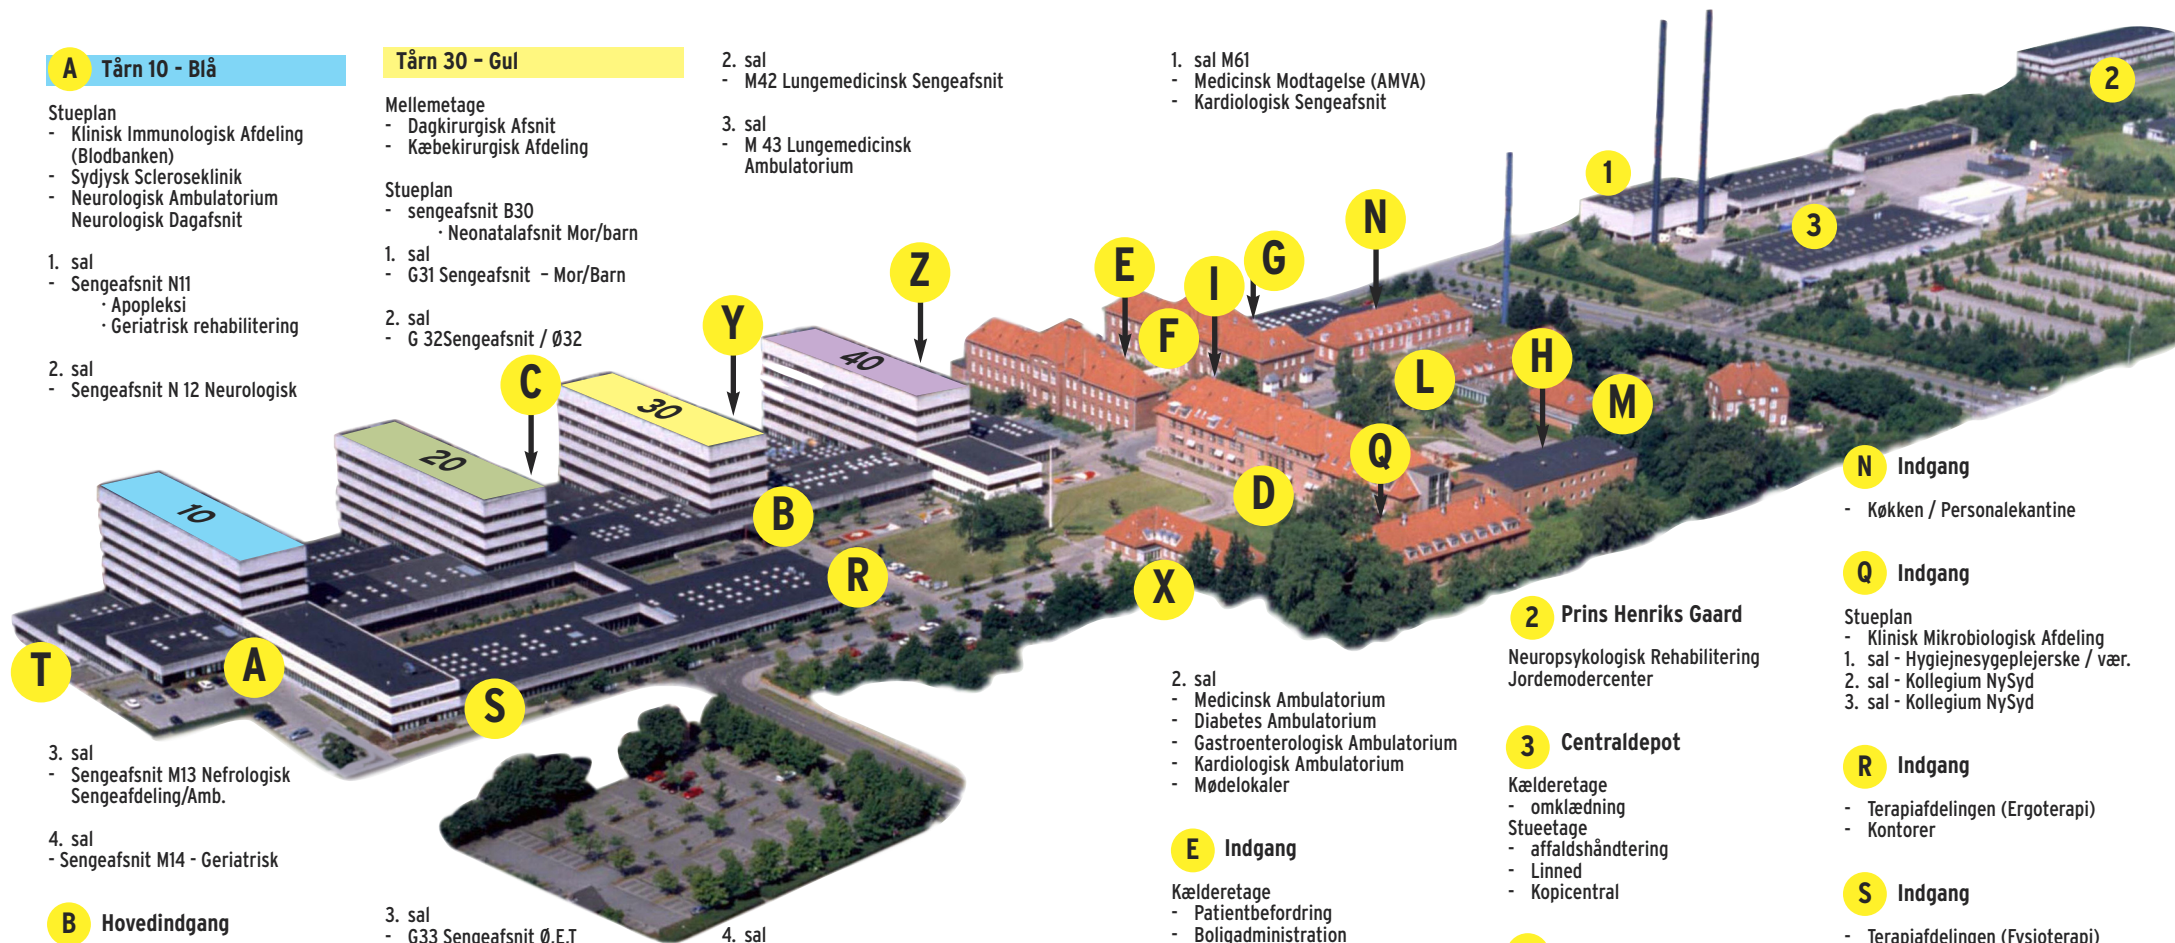 A Tårn 10 - Blå
Stueplan
- Klinisk Immunologisk Afdeling
(Blodbanken)
- Sydjysk Scleroseklinik
- Neurologisk Ambulatorium
Neurologisk Dagafsnit
1. sal
- Sengeafsnit N11
· Apopleksi
· Geriatrisk rehabilitering
2. sal
- Sengeafsnit N 12 Neurologisk
3. sal
- Sengeafsnit M13 Nefrologisk
Sengeafdeling/Amb.
4. sal
- Sengeafsnit M14 - Geriatrisk
B Hovedindgang
Tårn 30 – Gul
Mellemetage
- Dagkirurgisk Afsnit
- Kæbekirurgisk Afdeling
Stueplan
- sengeafsnit B30
· Neonatalafsnit Mor/barn
1. sal
- G31 Sengeafsnit – Mor/Barn
2. sal
- G 32Sengeafsnit / Ø32
3. sal
- G33 Sengeafsnit Ø.E.T
2. sal
- M42 Lungemedicinsk Sengeafsnit
3. sal
- M 43 Lungemedicinsk
Ambulatorium
4. sal
1. sal M61
- Medicinsk Modtagelse (AMVA)
- Kardiologisk Sengeafsnit
2. sal
- Medicinsk Ambulatorium
- Diabetes Ambulatorium
- Gastroenterologisk Ambulatorium
- Kardiologisk Ambulatorium
- Mødelokaler
E Indgang
Kælderetage
- Patientbefordring
- Boligadministration
2 Prins Henriks Gaard
Neuropsykologisk Rehabilitering
Jordemodercenter
3 Centraldepot
Kælderetage
- omklædning
Stueetage
- affaldshåndtering
- Linned
- Kopicentral
N Indgang
- Køkken / Personalekantine
Q Indgang
Stueplan
- Klinisk Mikrobiologisk Afdeling
1. sal - Hygiejnesygeplejerske / vær.
2. sal - Kollegium NySyd
3. sal - Kollegium NySyd
R Indgang
- Terapiafdelingen (Ergoterapi)
- Kontorer
S Indgang
- Terapiafdelingen (Fysioterapi)
2
1
3
N
G
E
I
Z
F
Y
H
40
L
C
M
30
Q
20
D
10
B
R
X
T
A
S